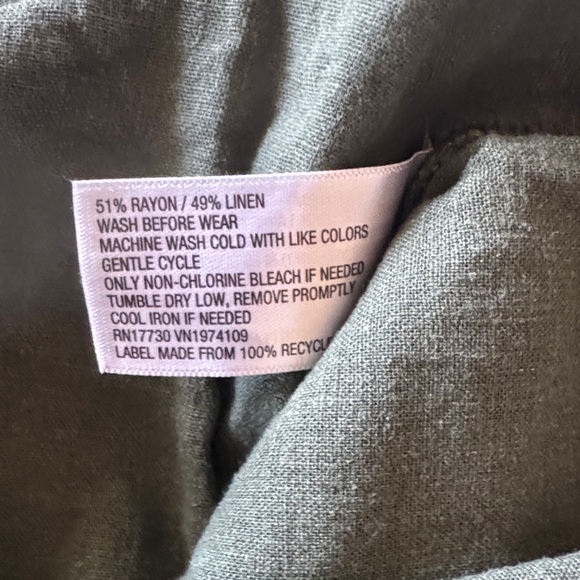 51% RAYON / 49% LINEN
WASH BEFORE WEAR
MACHINE WASH COLD WITH LIKE COLORS
GENTLE CYCLE
ONLY NON-CHLORINE BLEACH IF NEEDED
TUMBLE DRY LOW, REMOVE PROMPTLY
COOL IRON IF NEEDED
RN17730 VN1974109
LABEL MADE FROM 100%